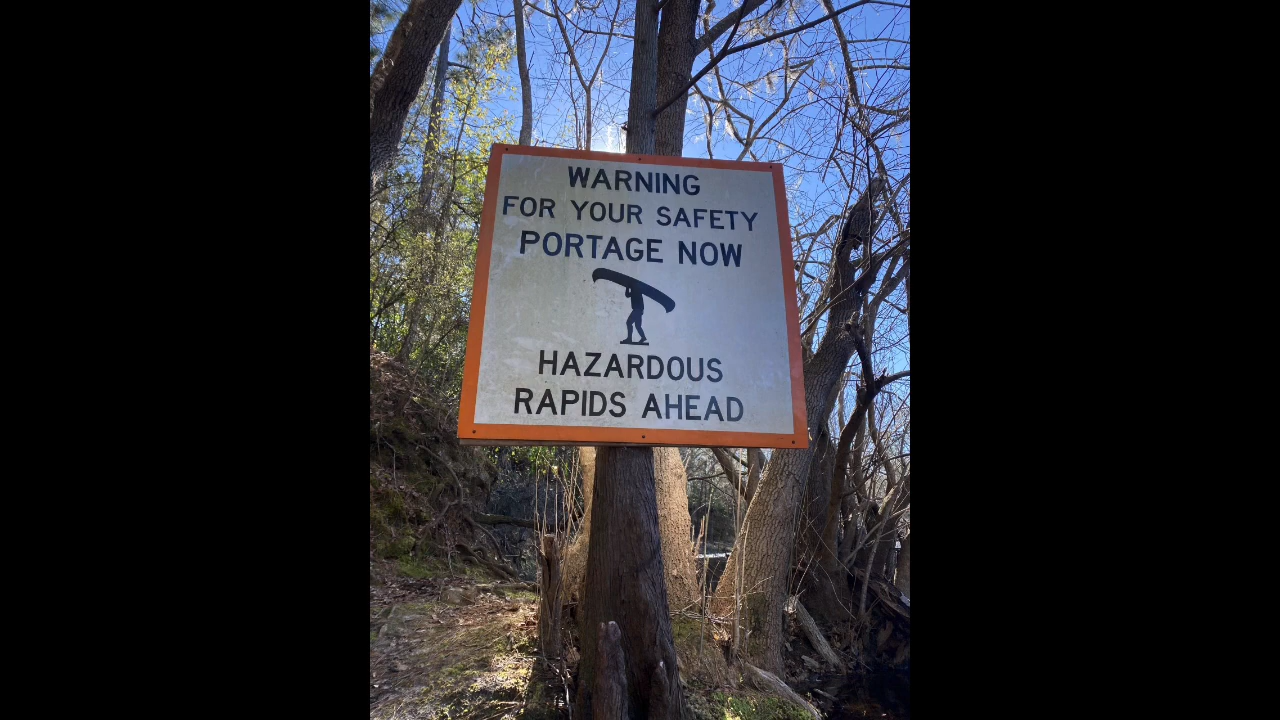 WARNING
FOR YOUR SAFETY
PORTAGE NOW
HAZARDOUS
RAPIDS AHEAD